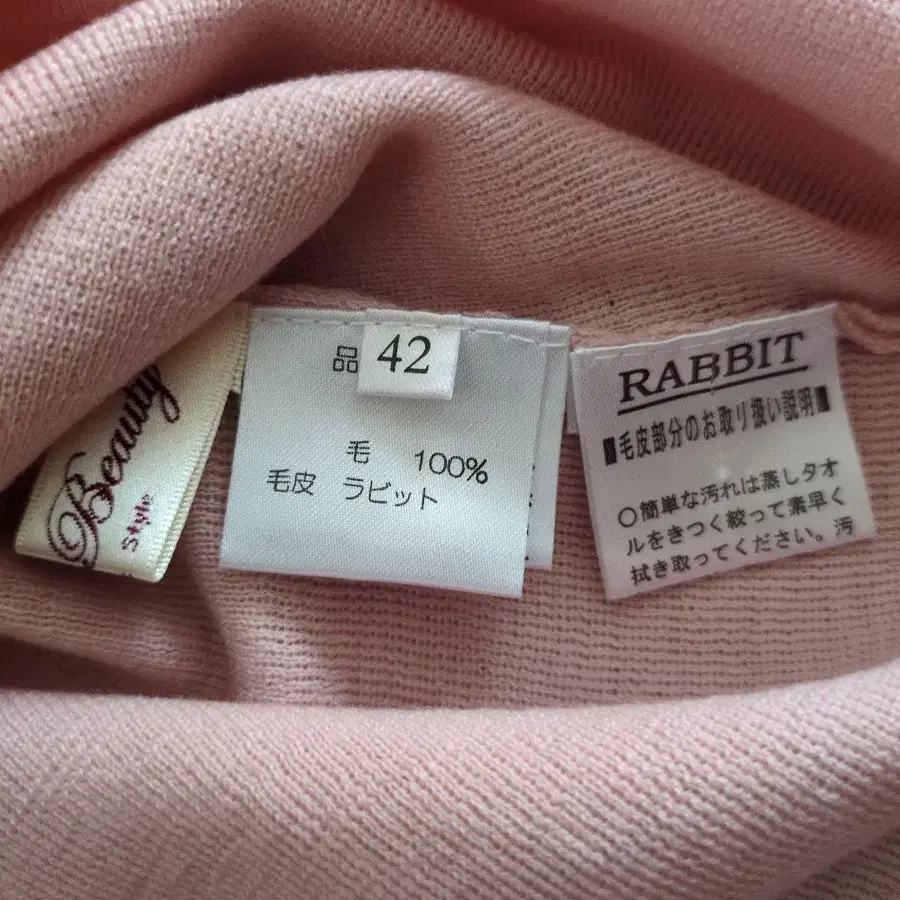 Beauty
Style
品
42
毛 100%
毛皮 ラビット
RABBIT
■毛皮部分のお取り扱い説明■
○簡単な汚れは蒸しタオ
ルをきつく絞って素早く
拭き取ってください。汚